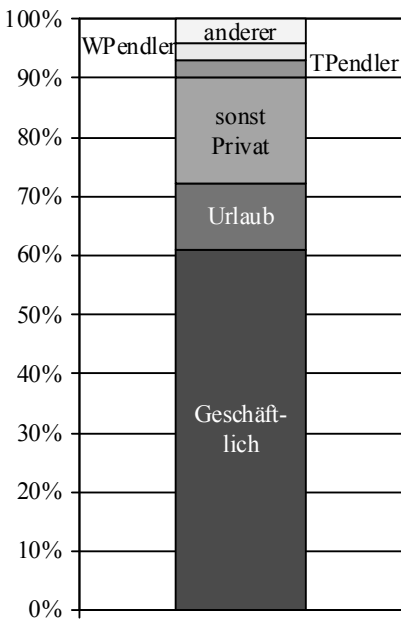 100%
anderer
WPendler
TPendler
90%
sonst
Privat
80%
70%
Urlaub
60%
50%
40%
Geschäft-
lich
30%
20%
10%
0%